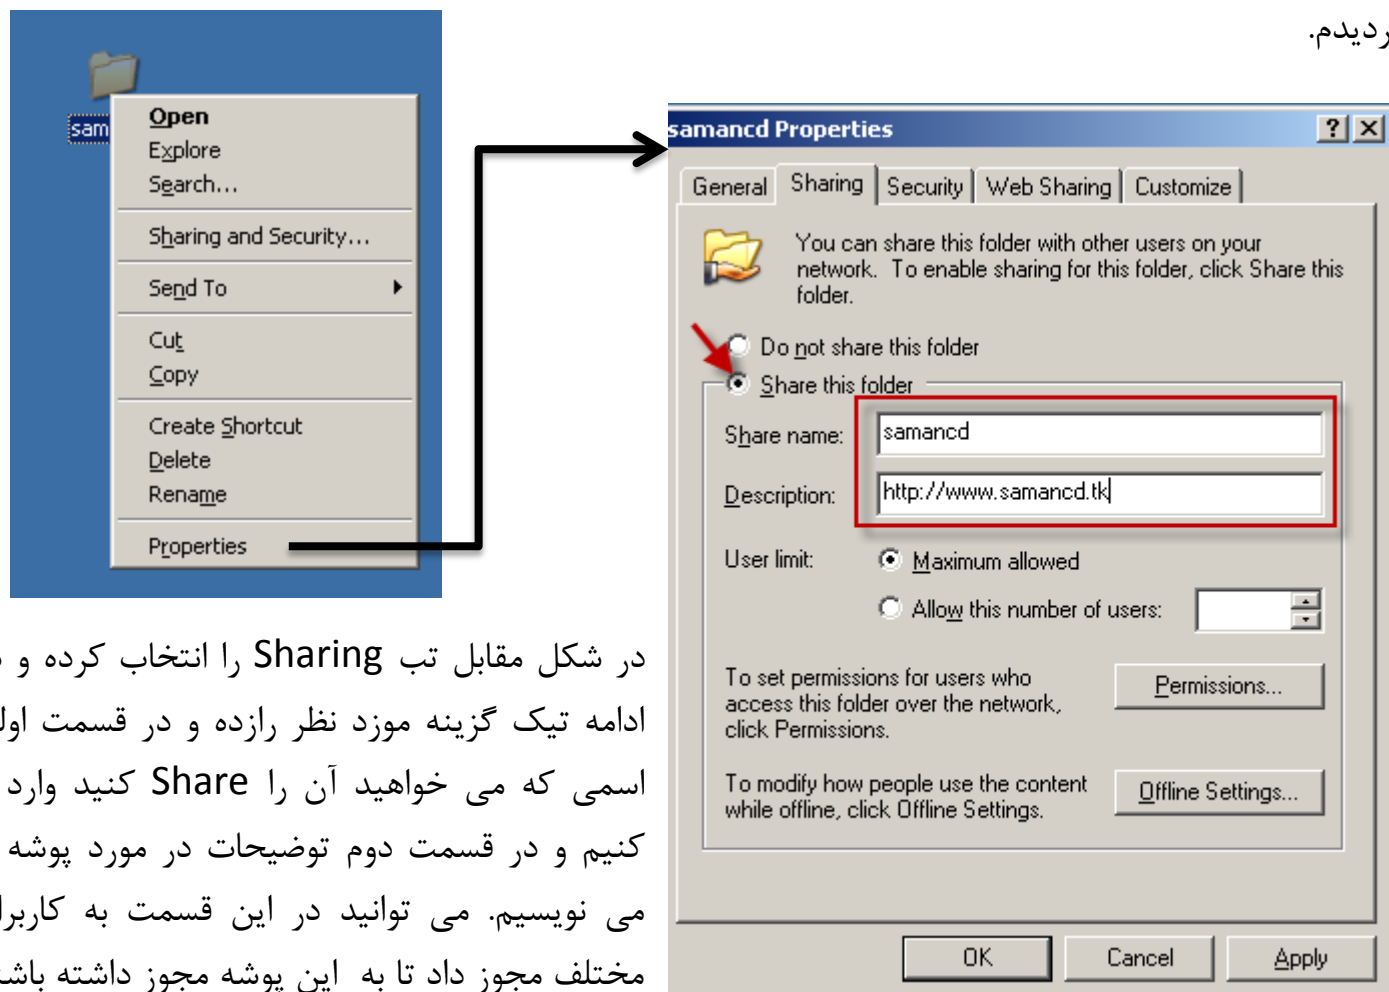 ردیدم.
sam
Open
Explore
Search...
Sharing and Security...
Send To
Cut
Copy
Create Shortcut
Delete
Rename
Properties
samancd Properties
General Sharing Security Web Sharing Customize
You can share this folder with other users on your
network. To enable sharing for this folder, click Share this
folder.
Do not share this folder
Share this folder
Share name: samancd
Description: http://www.samancd.tk
User limit: Maximum allowed
Allow this number of users:
To set permissions for users who
access this folder over the network,
click Permissions.
Permissions...
To modify how people use the content
while offline, click Offline Settings.
Offline Settings...
OK Cancel Apply
در شکل مقابل تب Sharing را انتخاب کرده و
ادامه تیک گزینه موزد نظر رازده و در قسمت اول
اسمی که می خواهید آن را Share کنید وارد
کنیم و در قسمت دوم توضیحات در مورد پوشه
می نویسیم. می توانید در این قسمت به کاربرا
مختلف مجوز داد تا به این پوشه مجوز داشته باشن